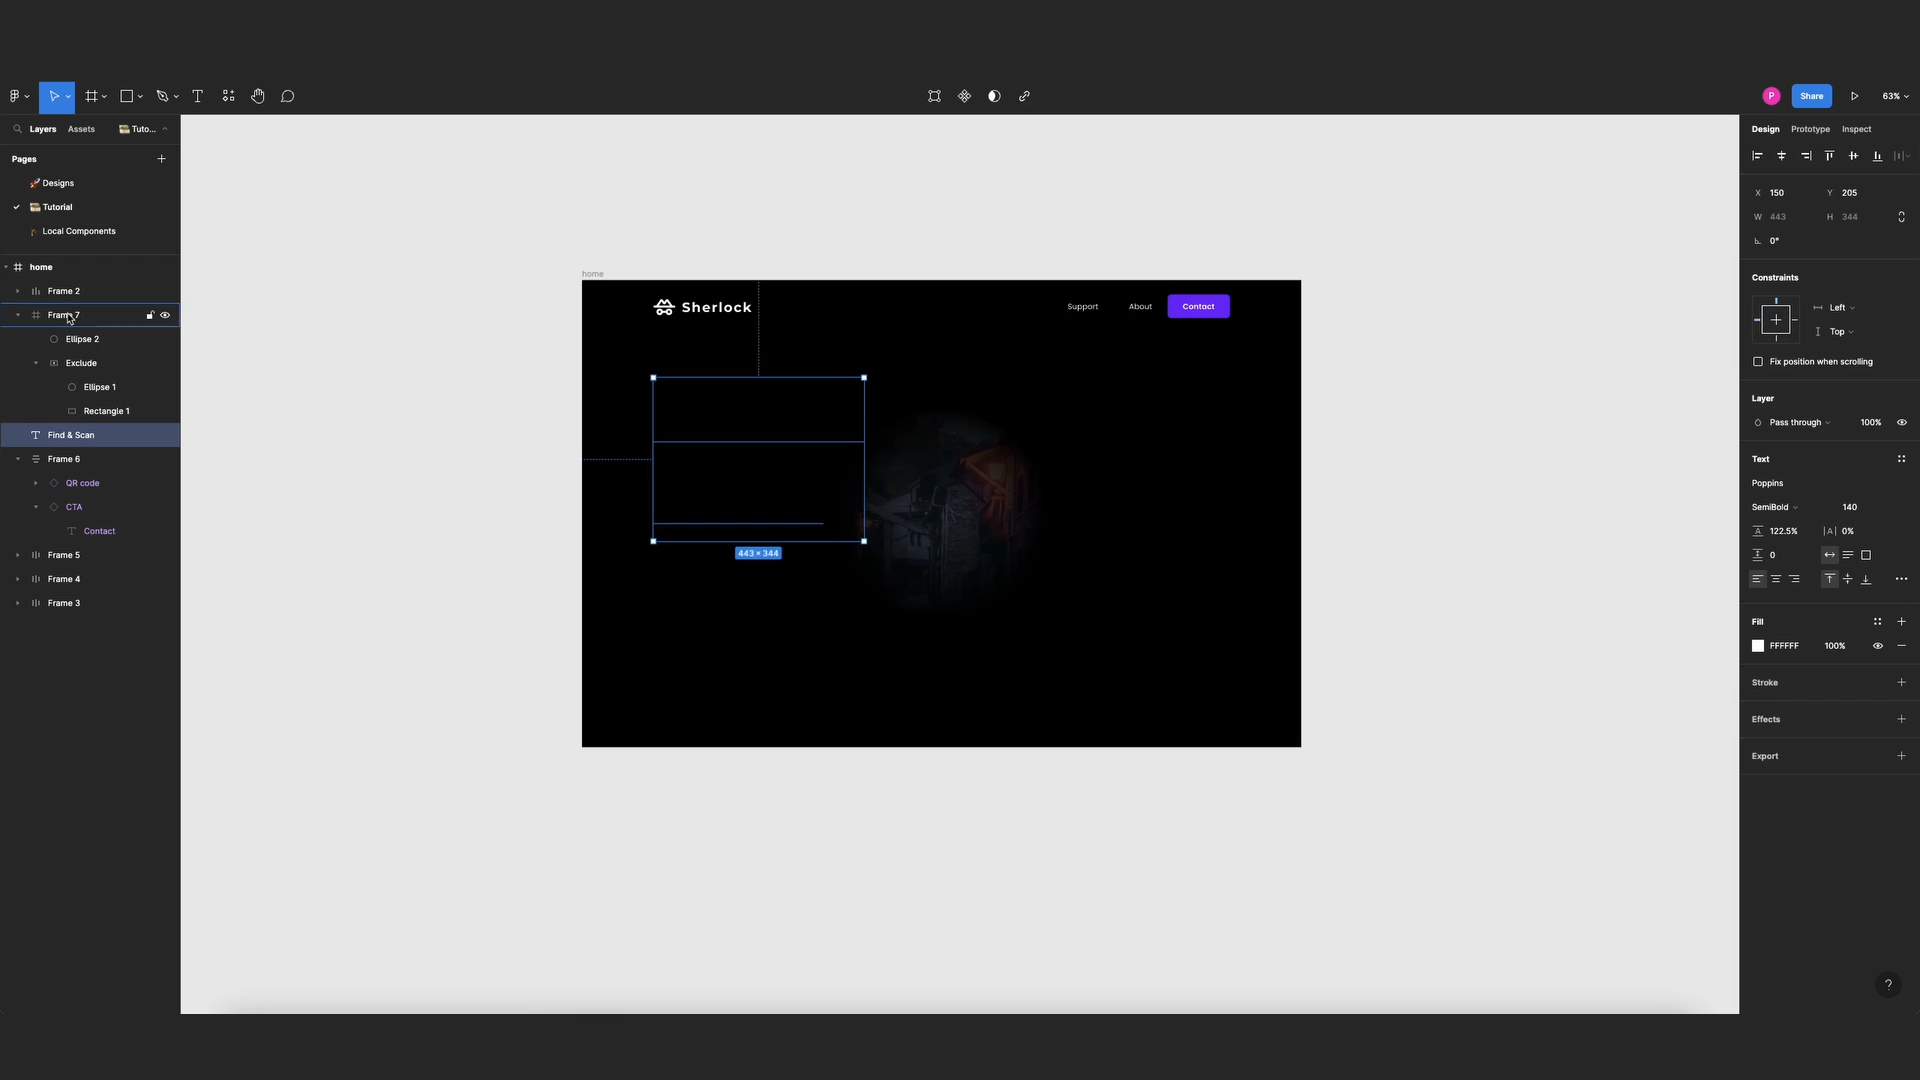 P
Share
63%
Layers
Assets
Tuto...
Pages
Designs
Tutorial
Local Components
home
Frame 2
Frame 7
Ellipse 2
Exclude
Ellipse 1
Rectangle 1
Find & Scan
Frame 6
QR code
CTA
Contact
Frame 5
Frame 4
Frame 3
home
Sherlock
Support
About
Contact
443 × 344
Design
Prototype
Inspect
X 150
Y 205
W 443
H 344
0°
Constraints
Left
Top
Fix position when scrolling
Layer
Pass through
100%
Text
Poppins
SemiBold
140
122.5%
|A| 0%
0
Fill
FFFFFF
100%
Stroke
Effects
Export
?